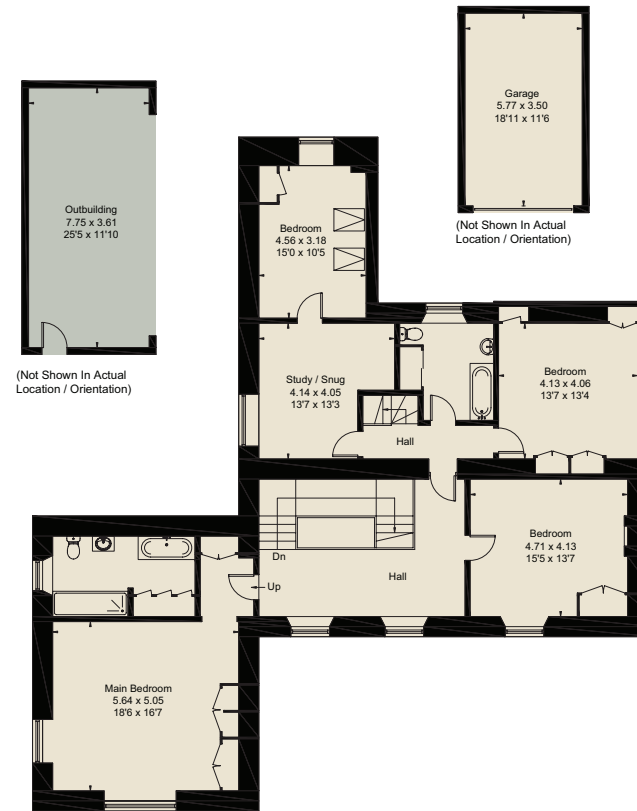 Garage
5.77 x 3.50
18'11 x 11'6
(Not Shown In Actual
Location / Orientation)
Outbuilding
7.75 x 3.61
25'5 x 11'10
(Not Shown In Actual
Location / Orientation)
Bedroom
4.56 x 3.18
15'0 x 10'5
Study / Snug
4.14 x 4.05
13'7 x 13'3
Bedroom
4.13 x 4.06
13'7 x 13'4
Hall
Bedroom
4.71 x 4.13
15'5 x 13'7
Dn
Hall
Up
Main Bedroom
5.64 x 5.05
18'6 x 16'7